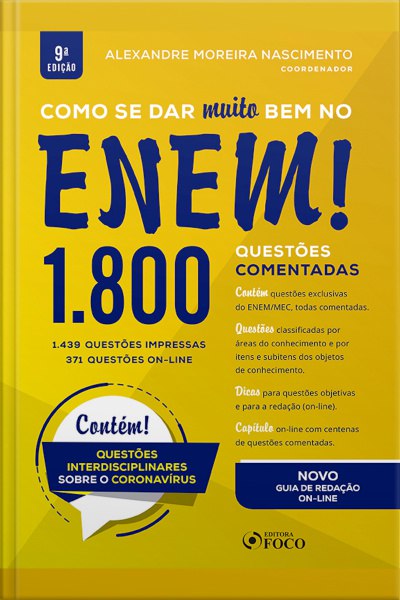 9ª
EDIÇÃO
ALEXANDRE MOREIRA NASCIMENTO
COORDENADOR
COMO SE DAR muito BEM NO
ENEM!
1.800
QUESTÕES
COMENTADAS
1.439 QUESTÕES IMPRESSAS
371 QUESTÕES ON-LINE
Contém questões exclusivas
do ENEM/MEC, todas comentadas.
Questões classificadas por
áreas do conhecimento e por
itens e subitens dos objetos
de conhecimento.
Dicas para questões objetivas
e para a redação (on-line).
Capítulo on-line com centenas
de questões comentadas.
Contém!
QUESTÕES
INTERDISCIPLINARES
SOBRE O CORONAVÍRUS
NOVO
GUIA DE REDAÇÃO
ON-LINE
EDITORA
FOCO